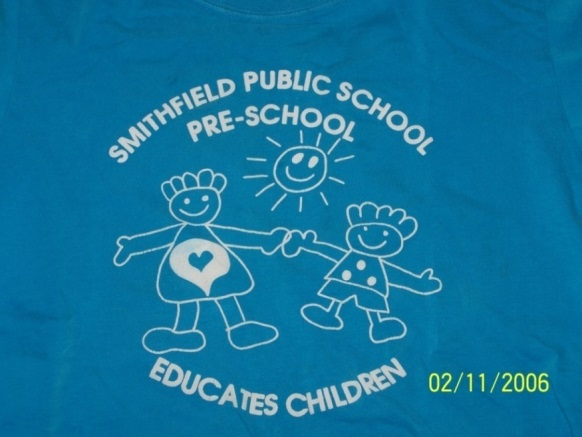 SMITHFIELD PUBLIC SCHOOL
PRE-SCHOOL
EDUCATES CHILDREN
02/11/2006